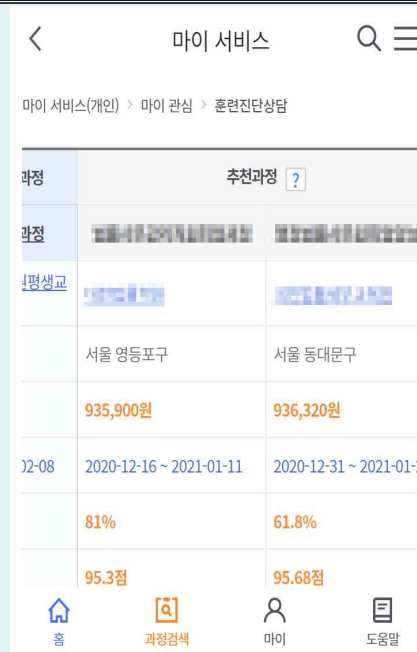 마이 서비스
마이 서비스(개인) > 마이 관심 > 훈련진단상담
과정 추천과정 ?
과정
원평생교
서울 영등포구 서울 동대문구
935,900원 936,320원
02-08 2020-12-16 ~ 2021-01-11 2020-12-31 ~ 2021-01-
81% 61.8%
95.3점 95.68점
홈 과정검색 마이 도움말